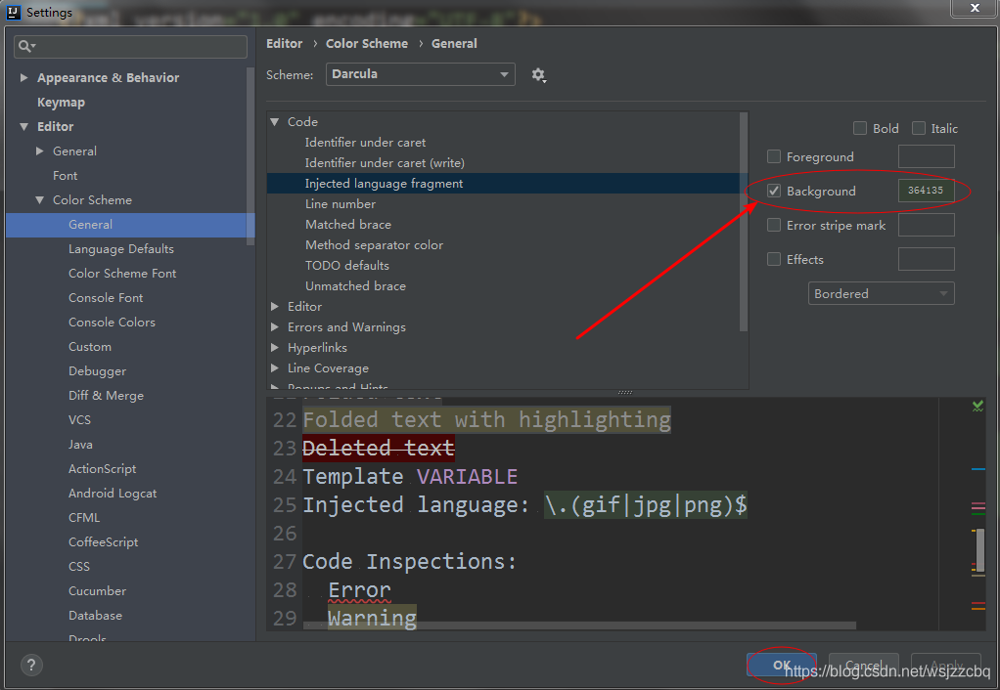 IJ Settings
Editor › Color Scheme › General
Scheme: Darcula
Appearance & Behavior
Keymap
Editor
General
Font
Color Scheme
General
Language Defaults
Color Scheme Font
Console Font
Console Colors
Custom
Debugger
Diff & Merge
VCS
Java
ActionScript
Android Logcat
CFML
CoffeeScript
CSS
Cucumber
Database
Drools
Code
Identifier under caret
Identifier under caret (write)
Injected language fragment
Line number
Matched brace
Method separator color
TODO defaults
Unmatched brace
Editor
Errors and Warnings
Hyperlinks
Line Coverage
Popups and Hints
Bold Italic
Foreground
Background 364135
Error stripe mark
Effects
Bordered
22 Folded text with highlighting
23 Deleted text
24 Template VARIABLE
25 Injected language: \.(gif|jpg|png)$
26
27 Code Inspections:
28 Error
29 Warning
? OK Cancel Apply
https://blog.csdn.net/wsjzzcbq